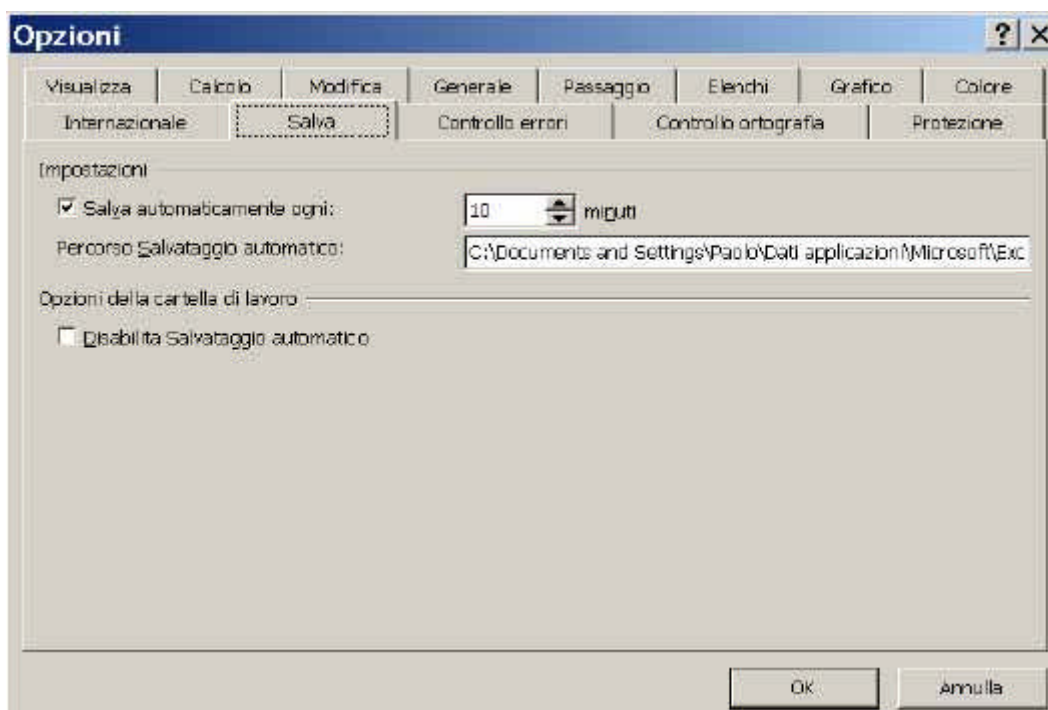 Opzioni
Visualizza Calcolo Modifica Generale Passaggio Elenchi Grafico Colore
Internazionale Salva Controllo errori Controllo ortografia Protezione
Impostazioni
Salva automaticamente ogni: 10 minuti
Percorso Salvataggio automatico: C:\Documents and Settings\Paolo\Dati applicazioni\Microsoft\Exc
Opzioni della cartella di lavoro
Disabilita Salvataggio automatico
OK Annulla